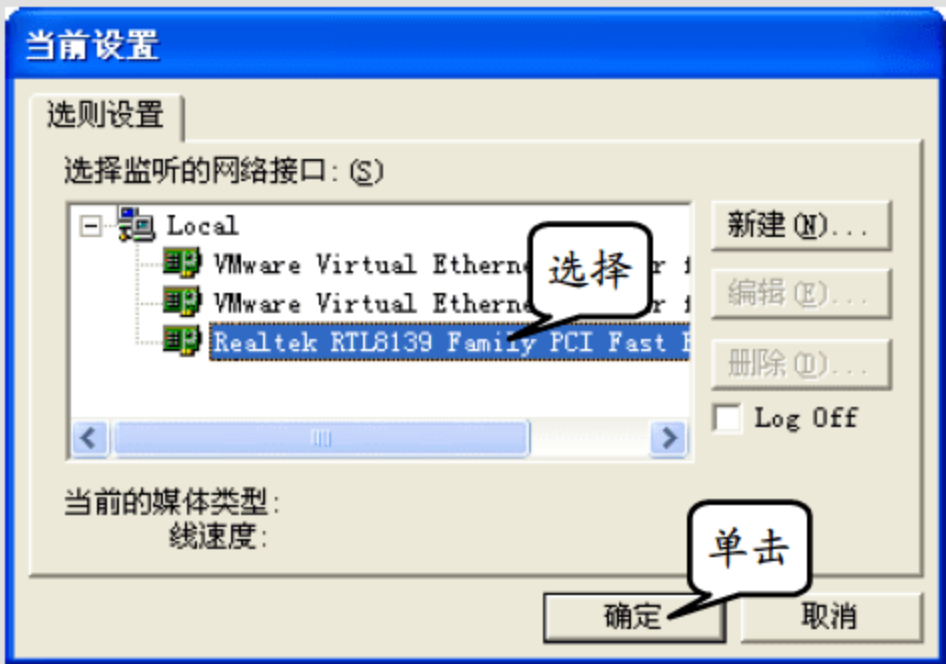 当前设置
选则设置
选择监听的网络接口: (S)
Local
VMware Virtual Ethern
VMware Virtual Ethern
Realtek RTL8139 Family PCI Fast
选择
新建(N)...
编辑(E)...
删除(D)...
Log Off
当前的媒体类型:
线速度:
单击
确定
取消